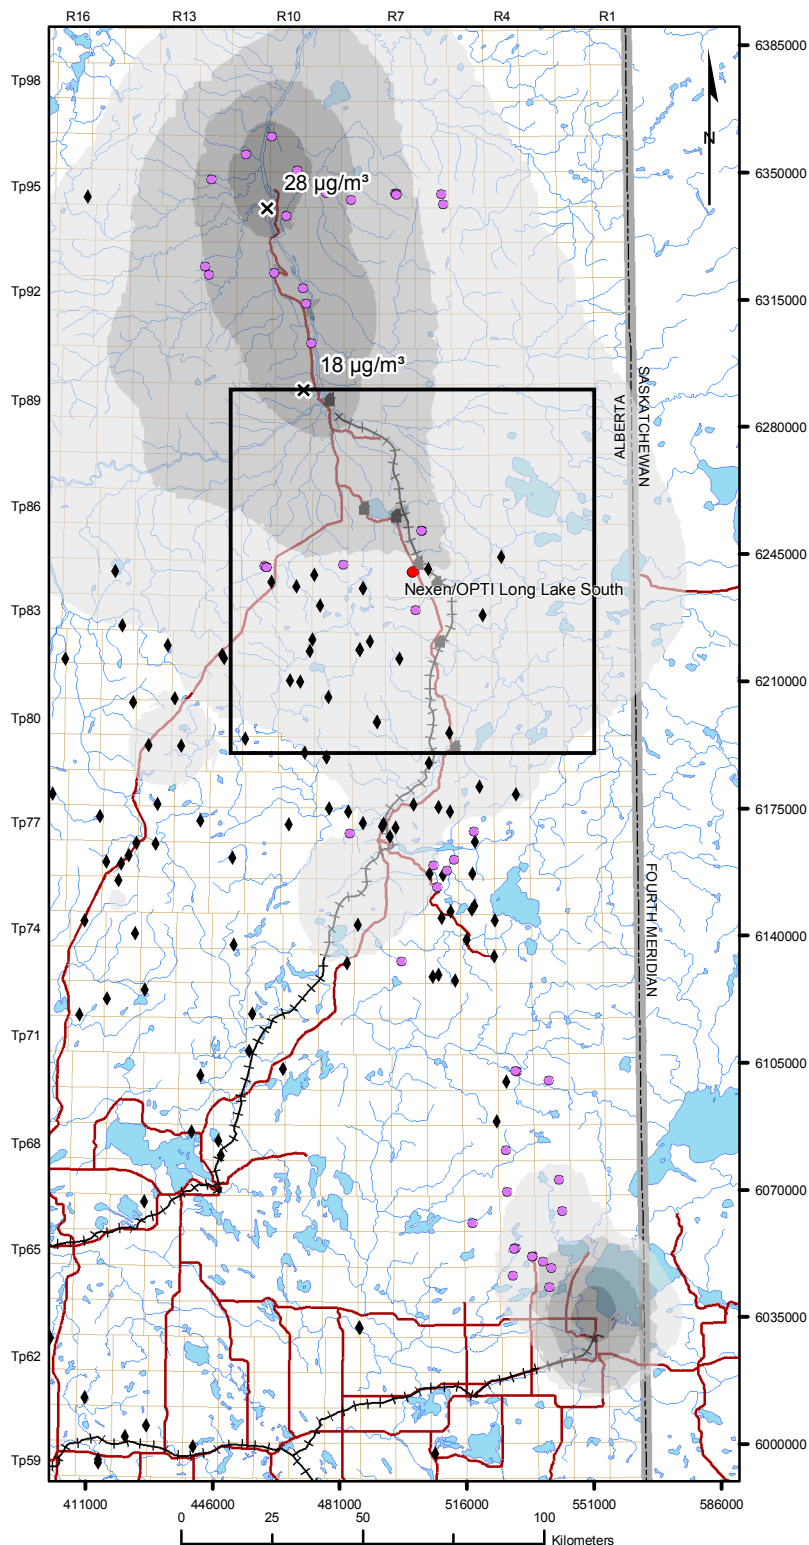 R16 R13 R10 R7 R4 R1
6385000
Tp98
N
6350000
Tp95
28 µg/m³
Tp92
6315000
18 µg/m³
Tp89
ALBERTA
SASKATCHEWAN
6280000
Tp86
6245000
Nexen/OPTI Long Lake South
Tp83
6210000
Tp80
6175000
Tp77
FOURTH MERIDIAN
Tp74
6140000
Tp71
6105000
Tp68
6070000
Tp65
6035000
Tp62
6000000
Tp59
411000 446000 481000 516000 551000 586000
0 25 50 100
Kilometers